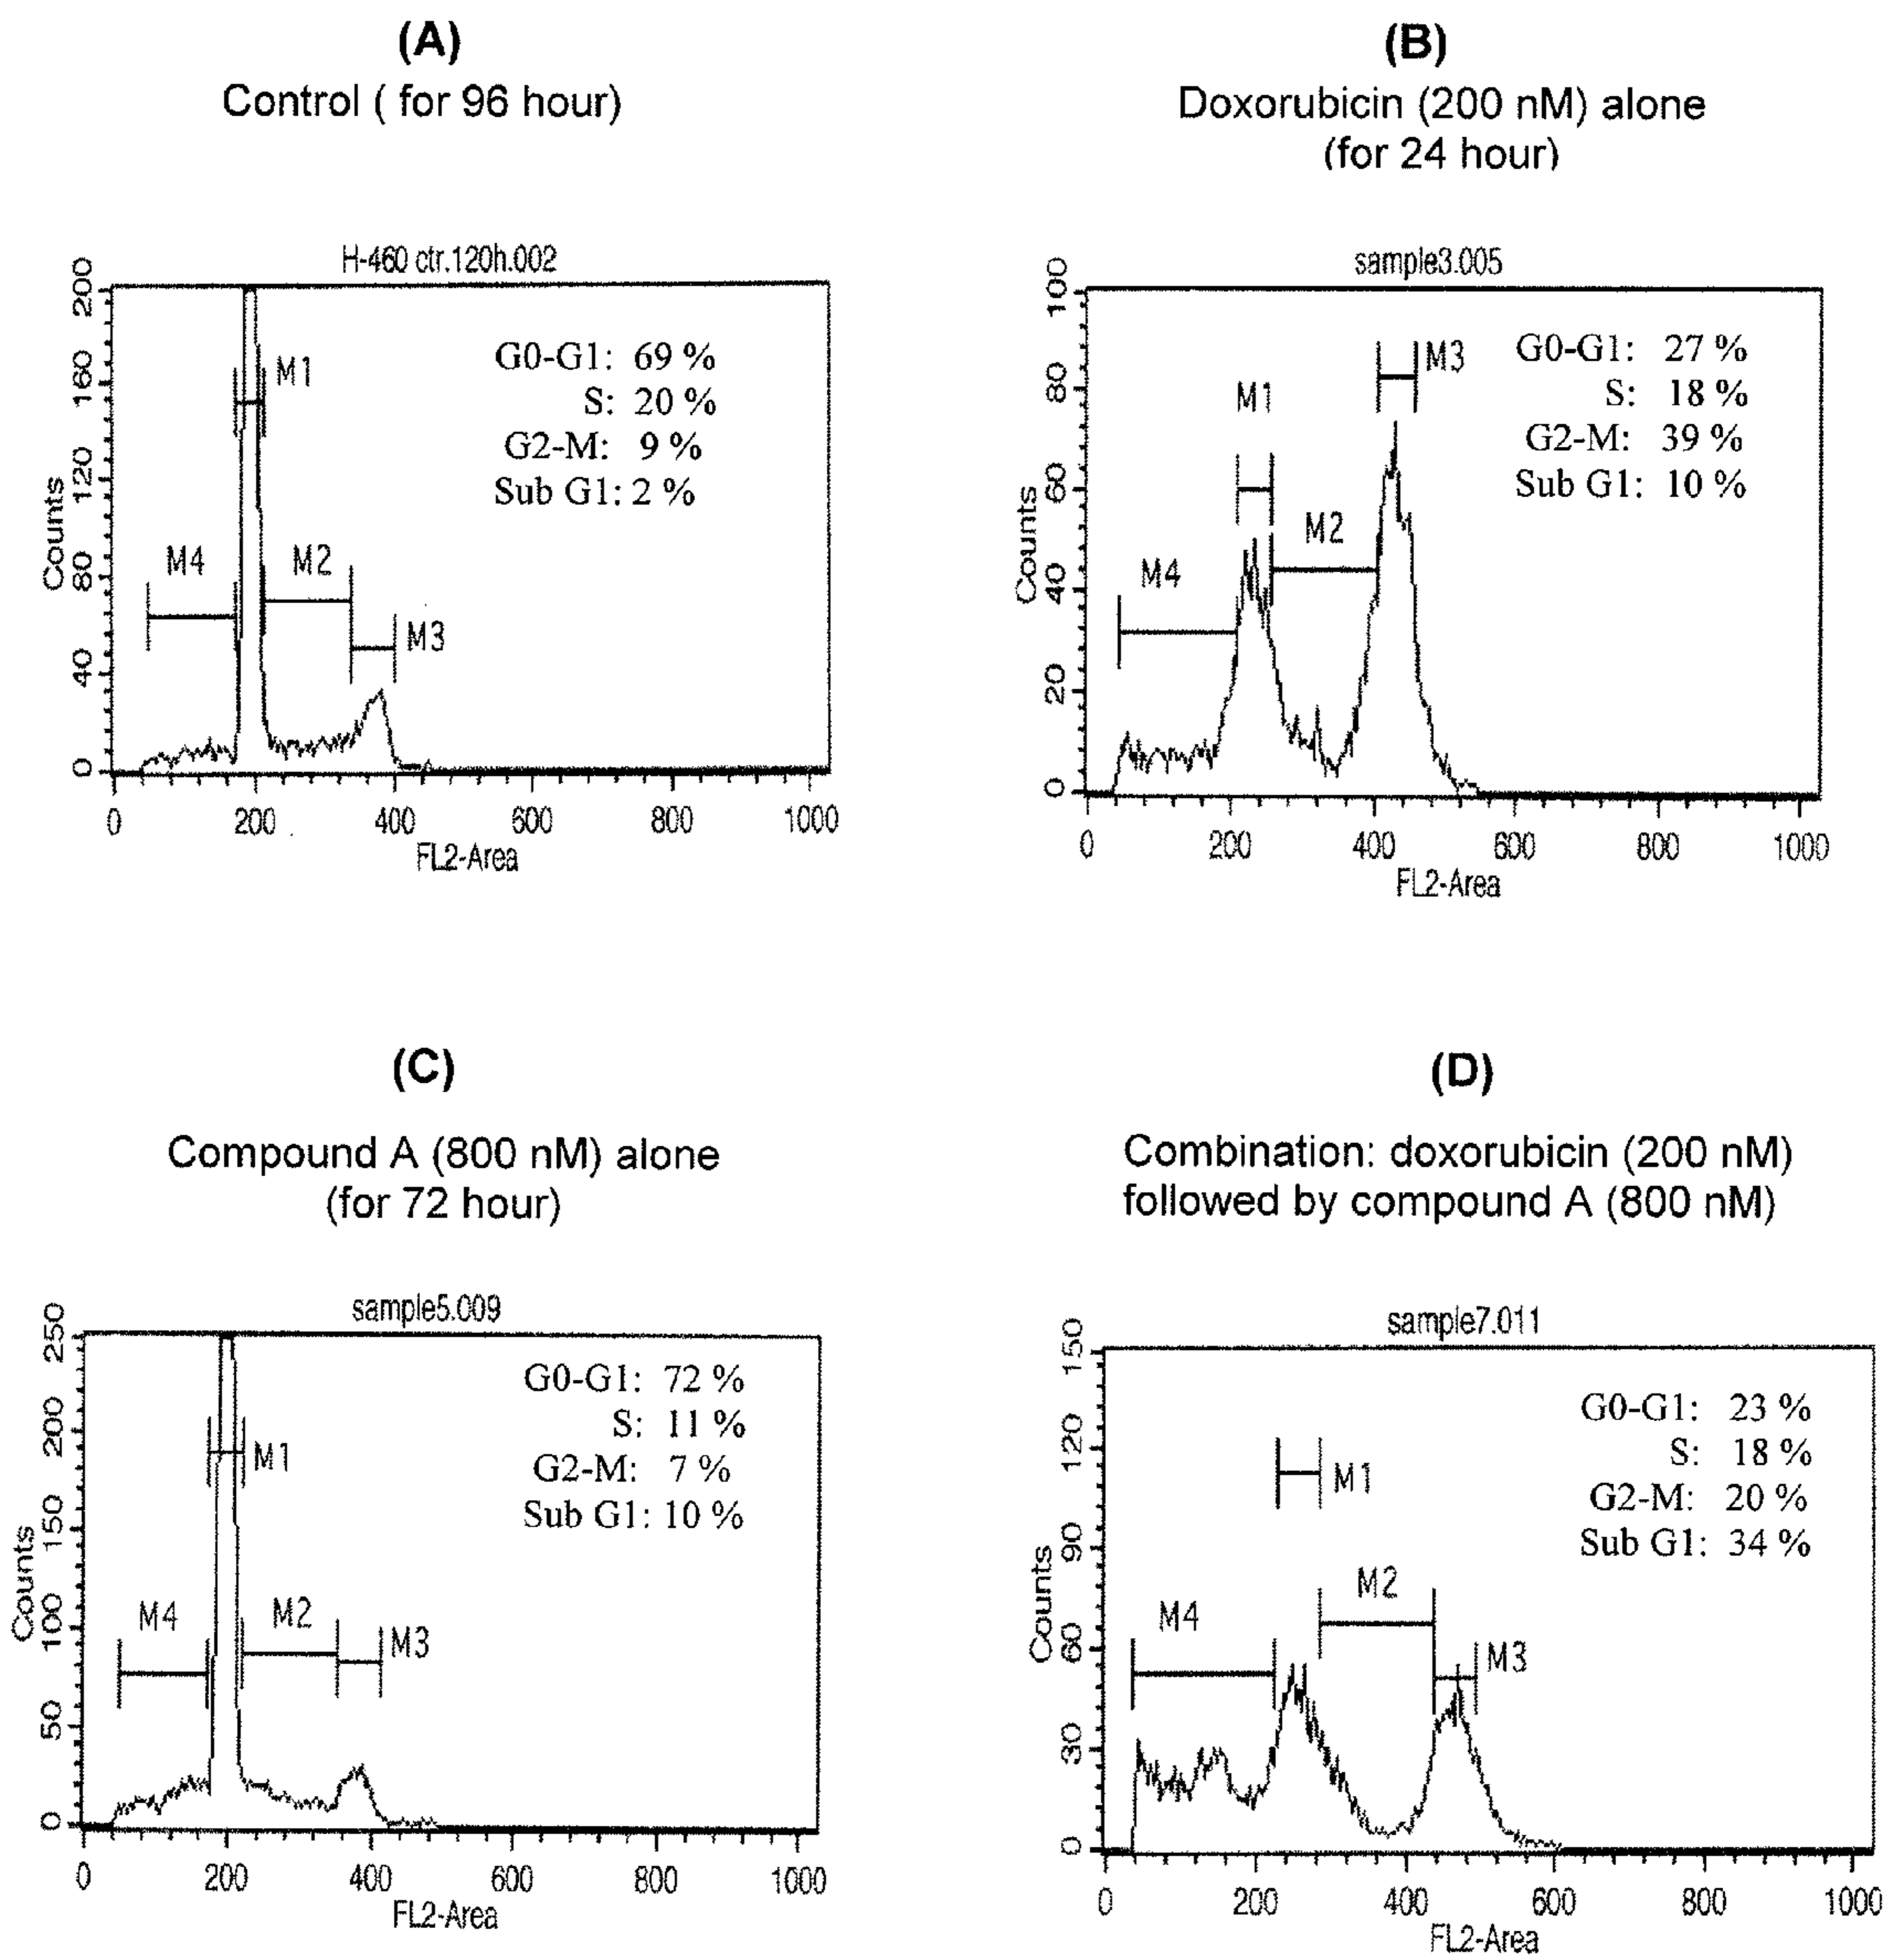 (A)
Control ( for 96 hour)
H-460 ctr.120h.002
G0-G1: 69 %
S: 20 %
G2-M: 9 %
Sub G1: 2 %
M1
M2
M3
M4
Counts
0 40 80 120 160 200
0 200 400 600 800 1000
FL2-Area
(B)
Doxorubicin (200 nM) alone
(for 24 hour)
sample3.005
G0-G1: 27 %
S: 18 %
G2-M: 39 %
Sub G1: 10 %
M1
M2
M3
M4
Counts
0 20 40 60 80 100
0 200 400 600 800 1000
FL2-Area
(C)
Compound A (800 nM) alone
(for 72 hour)
sample5.009
G0-G1: 72 %
S: 11 %
G2-M: 7 %
Sub G1: 10 %
M1
M2
M3
M4
Counts
0 50 100 150 200 250
0 200 400 600 800 1000
FL2-Area
(D)
Combination: doxorubicin (200 nM)
followed by compound A (800 nM)
sample7.011
G0-G1: 23 %
S: 18 %
G2-M: 20 %
Sub G1: 34 %
M1
M2
M3
M4
Counts
0 30 60 90 120 150
0 200 400 600 800 1000
FL2-Area